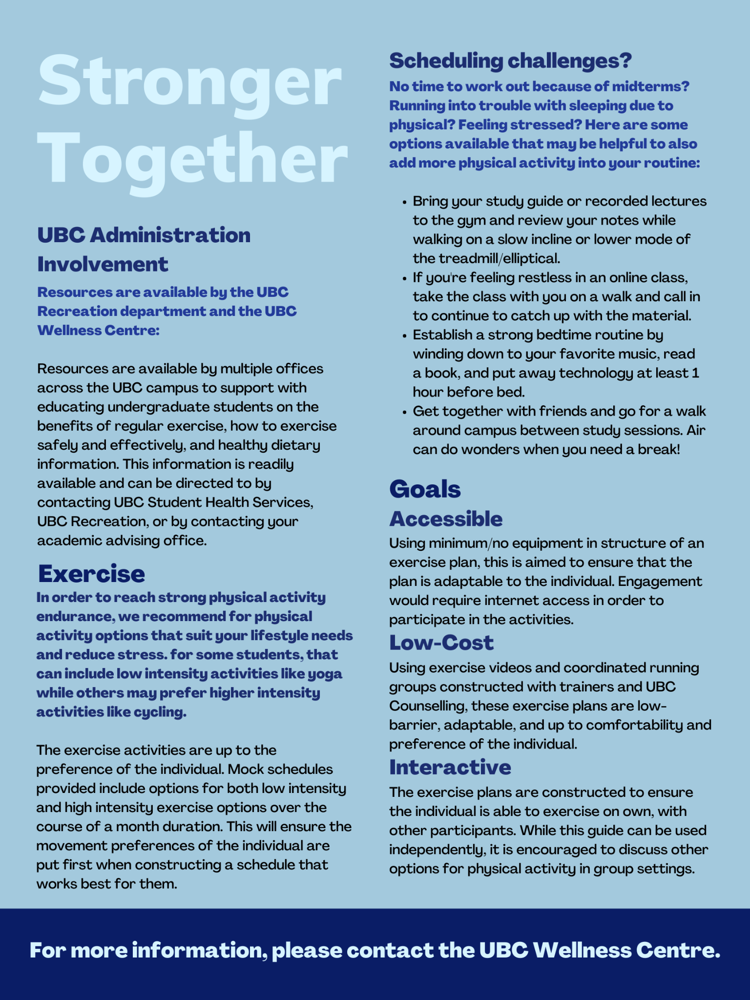 Stronger
Together
UBC Administration
Involvement
Resources are available by the UBC
Recreation department and the UBC
Wellness Centre:
Resources are available by multiple offices
across the UBC campus to support with
educating undergraduate students on the
benefits of regular exercise, how to exercise
safely and effectively, and healthy dietary
information. This information is readily
available and can be directed to by
contacting UBC Student Health Services,
UBC Recreation, or by contacting your
academic advising office.
Exercise
In order to reach strong physical activity
endurance, we recommend for physical
activity options that suit your lifestyle needs
and reduce stress. for some students, that
can include low intensity activities like yoga
while others may prefer higher intensity
activities like cycling.
The exercise activities are up to the
preference of the individual. Mock schedules
provided include options for both low intensity
and high intensity exercise options over the
course of a month duration. This will ensure the
movement preferences of the individual are
put first when constructing a schedule that
works best for them.
Scheduling challenges?
No time to work out because of midterms?
Running into trouble with sleeping due to
physical? Feeling stressed? Here are some
options available that may be helpful to also
add more physical activity into your routine:
• Bring your study guide or recorded lectures
to the gym and review your notes while
walking on a slow incline or lower mode of
the treadmill/elliptical.
• If you're feeling restless in an online class,
take the class with you on a walk and call in
to continue to catch up with the material.
• Establish a strong bedtime routine by
winding down to your favorite music, read
a book, and put away technology at least 1
hour before bed.
• Get together with friends and go for a walk
around campus between study sessions. Air
can do wonders when you need a break!
Goals
Accessible
Using minimum/no equipment in structure of an
exercise plan, this is aimed to ensure that the
plan is adaptable to the individual. Engagement
would require internet access in order to
participate in the activities.
Low-Cost
Using exercise videos and coordinated running
groups constructed with trainers and UBC
Counselling, these exercise plans are low-
barrier, adaptable, and up to comfortability and
preference of the individual.
Interactive
The exercise plans are constructed to ensure
the individual is able to exercise on own, with
other participants. While this guide can be used
independently, it is encouraged to discuss other
options for physical activity in group settings.
For more information, please contact the UBC Wellness Centre.